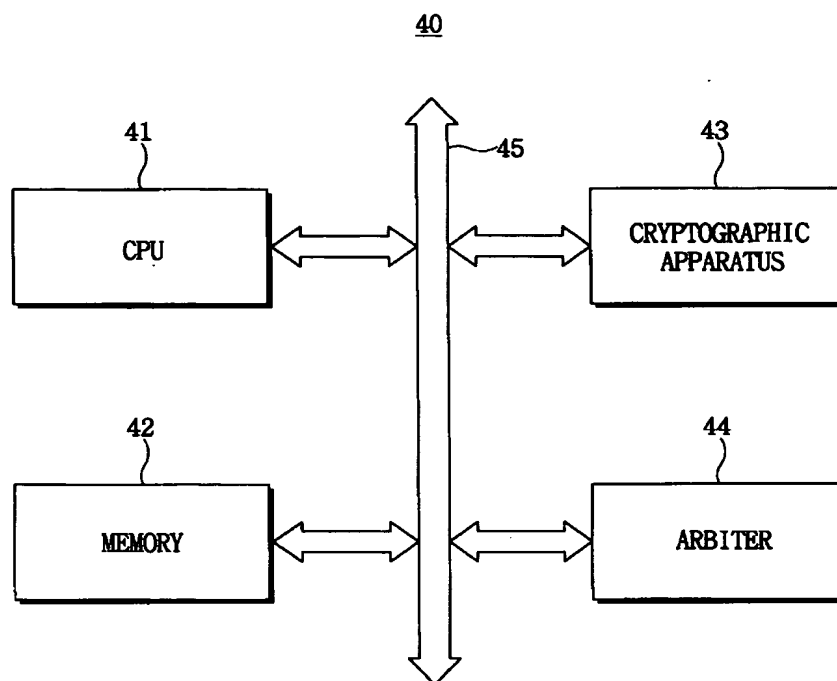 40
41
45
43
CPU
CRYPTOGRAPHIC
APPARATUS
42
44
MEMORY
ARBITER